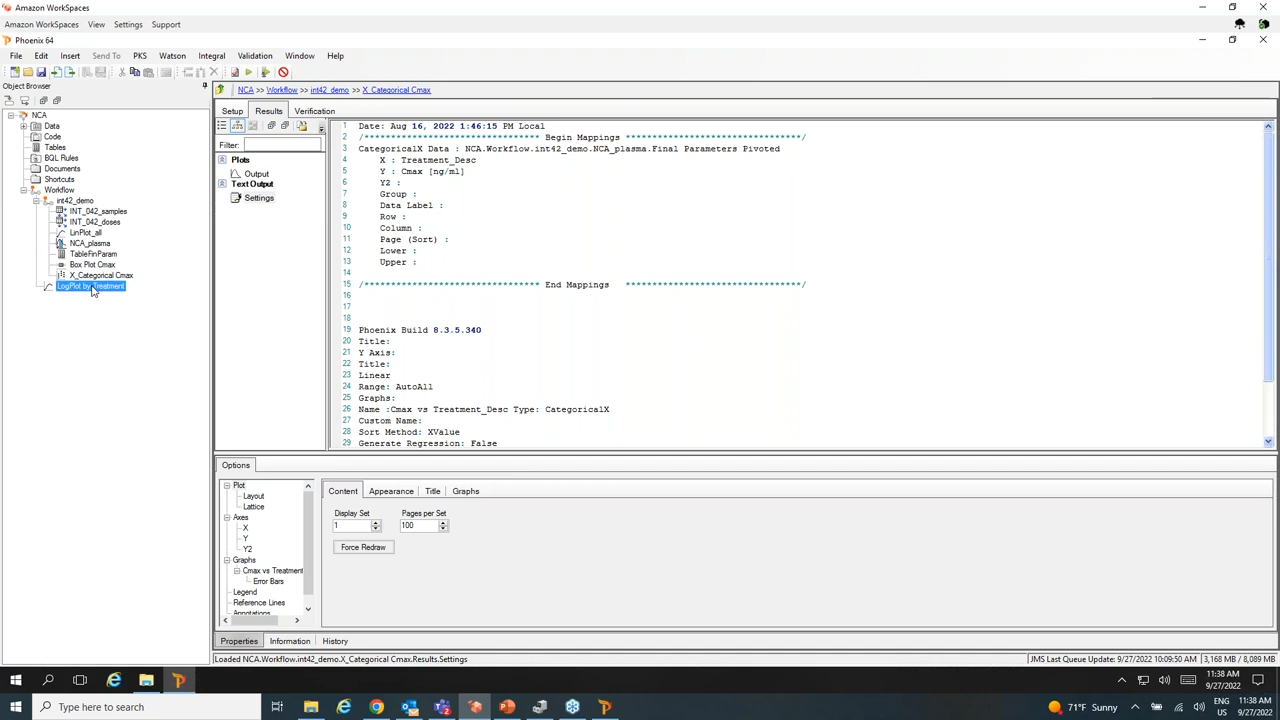 Amazon WorkSpaces
Amazon WorkSpaces View Settings Support
Phoenix 64
File Edit Insert Send To PKS Watson Integral Validation Window Help
Object Browser
NCA
Data
Code
Tables
BQL Rules
Documents
Shortcuts
Workflow
int42_demo
INT_042_samples
INT_042_doses
LinPlot_all
NCA_plasma
TableFinParam
Box Plot Cmax
X_Categorical Cmax
LogPlot by Treatment
NCA >> Workflow >> int42_demo >> X_Categorical Cmax
Setup Results Verification
Filter:
Plots
Output
Text Output
Settings
1 Date: Aug 16, 2022 1:46:15 PM Local
2 /******************************** Begin Mappings ********************************/
3 CategoricalX Data : NCA.Workflow.int42_demo.NCA_plasma.Final Parameters Pivoted
4 X : Treatment_Desc
5 Y : Cmax [ng/ml]
6 Y2 :
7 Group :
8 Data Label :
9 Row :
10 Column :
11 Page (Sort) :
12 Lower :
13 Upper :
14
15 /******************************** End Mappings ********************************/
16
17
18
19 Phoenix Build 8.3.5.340
20 Title:
21 Y Axis:
22 Title:
23 Linear
24 Range: AutoAll
25 Graphs:
26 Name :Cmax vs Treatment_Desc Type: CategoricalX
27 Custom Name:
28 Sort Method: XValue
29 Generate Regression: False
Options
Plot
Layout
Lattice
Axes
X
Y
Y2
Graphs
Cmax vs Treatment
Error Bars
Legend
Reference Lines
Annotations
Content Appearance Title Graphs
Display Set Pages per Set
1 100
Force Redraw
Properties Information History
Loaded NCA.Workflow.int42_demo.X_Categorical Cmax.Results.Settings
JMS Last Queue Update: 9/27/2022 10:09:50 AM 3,168 MB / 8,089 MB
11:38 AM
9/27/2022
Type here to search
71°F Sunny
ENG
US
11:38 AM
9/27/2022